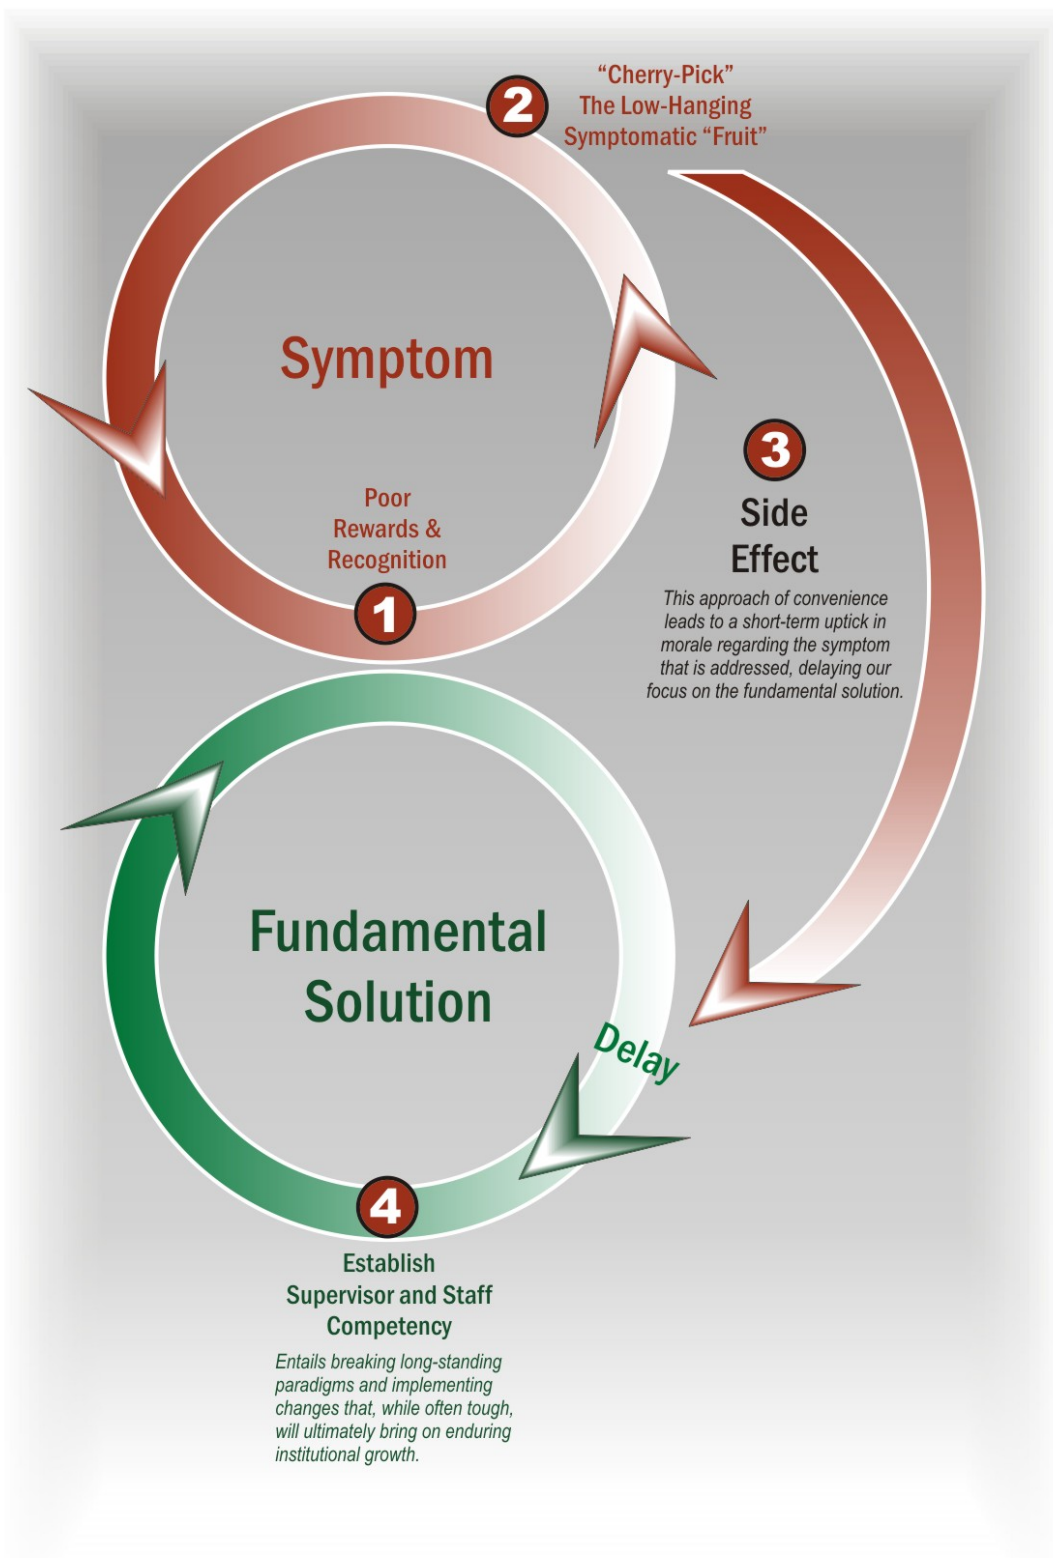 2
“Cherry-Pick”
The Low-Hanging
Symptomatic “Fruit”
Symptom
Poor
Rewards &
Recognition
1
3
Side
Effect
This approach of convenience
leads to a short-term uptick in
morale regarding the symptom
that is addressed, delaying our
focus on the fundamental solution.
Fundamental
Solution
Delay
4
Establish
Supervisor and Staff
Competency
Entails breaking long-standing
paradigms and implementing
changes that, while often tough,
will ultimately bring on enduring
institutional growth.